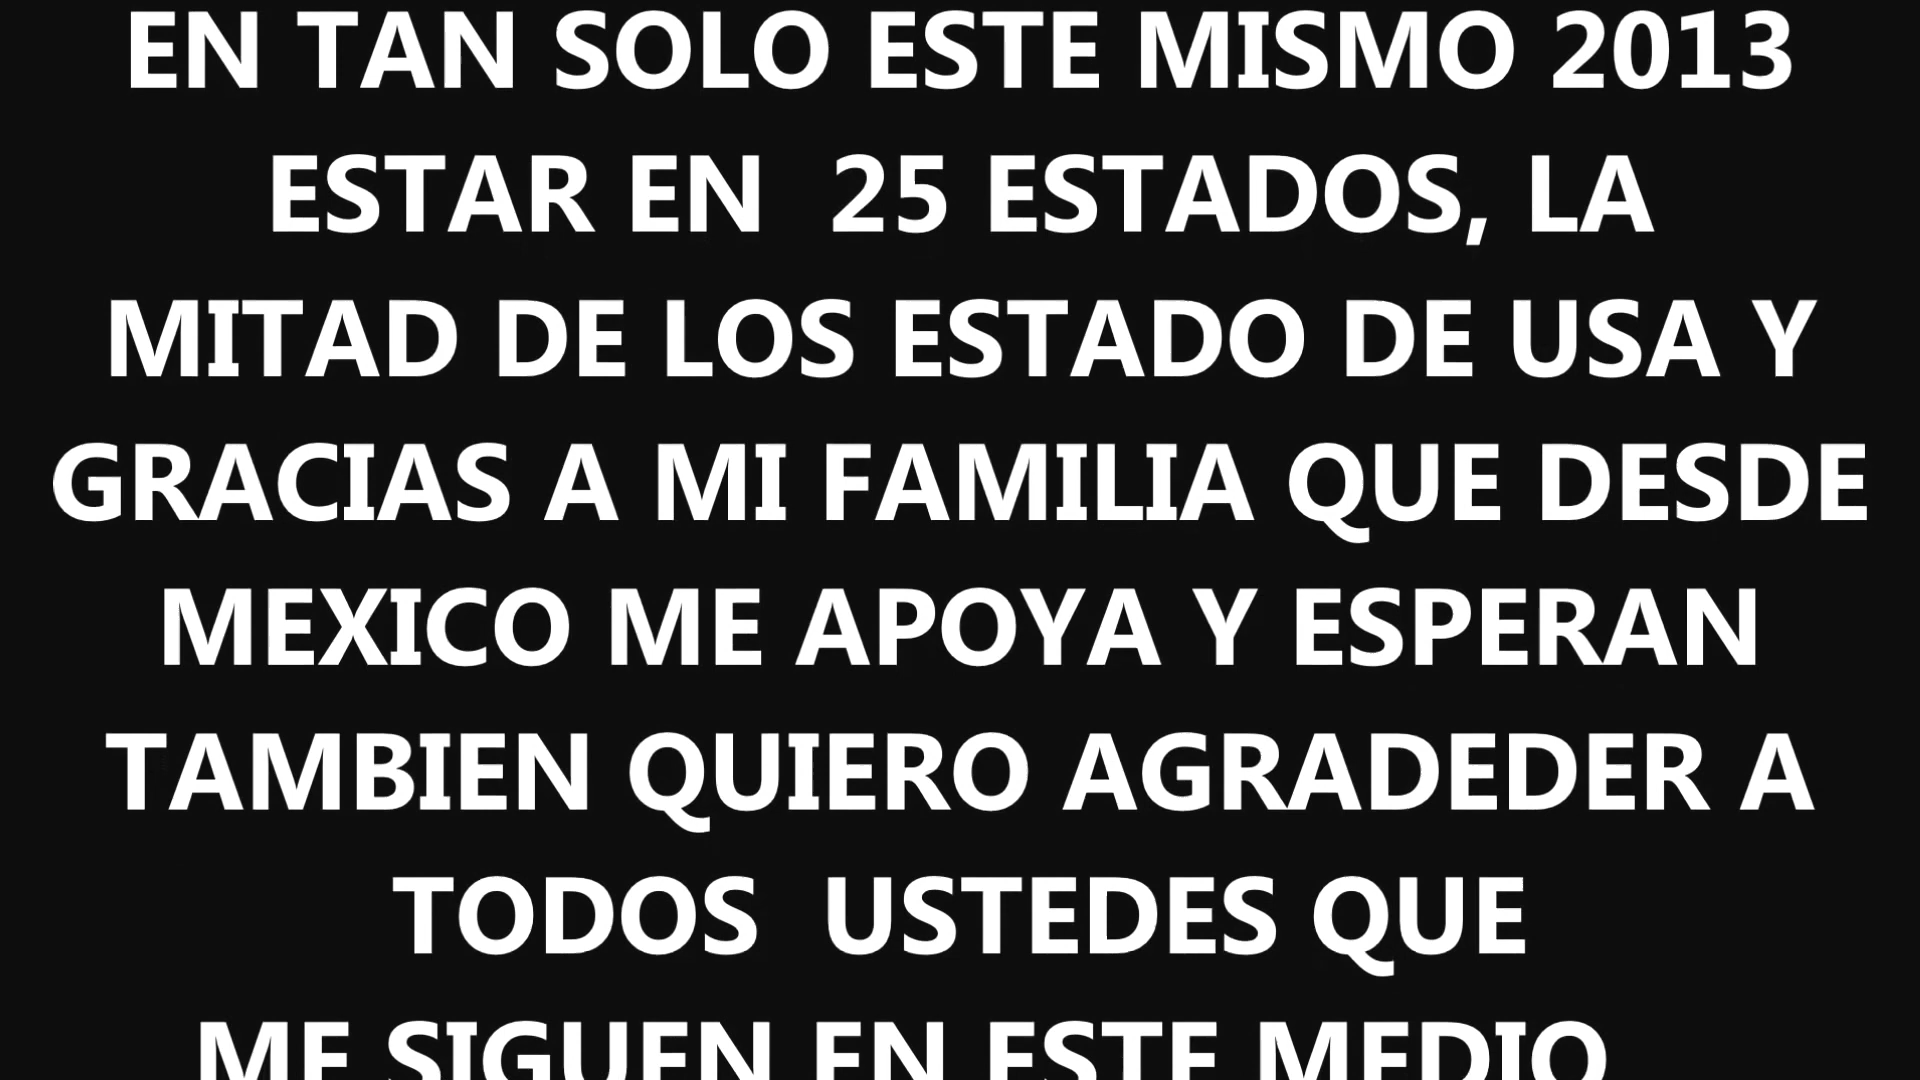 EN TAN SOLO ESTE MISMO 2013
ESTAR EN  25 ESTADOS, LA
MITAD DE LOS ESTADO DE USA Y
GRACIAS A MI FAMILIA QUE DESDE
MEXICO ME APOYA Y ESPERAN
TAMBIEN QUIERO AGRADEDER A
TODOS  USTEDES QUE
ME SIGUEN EN ESTE MEDIO